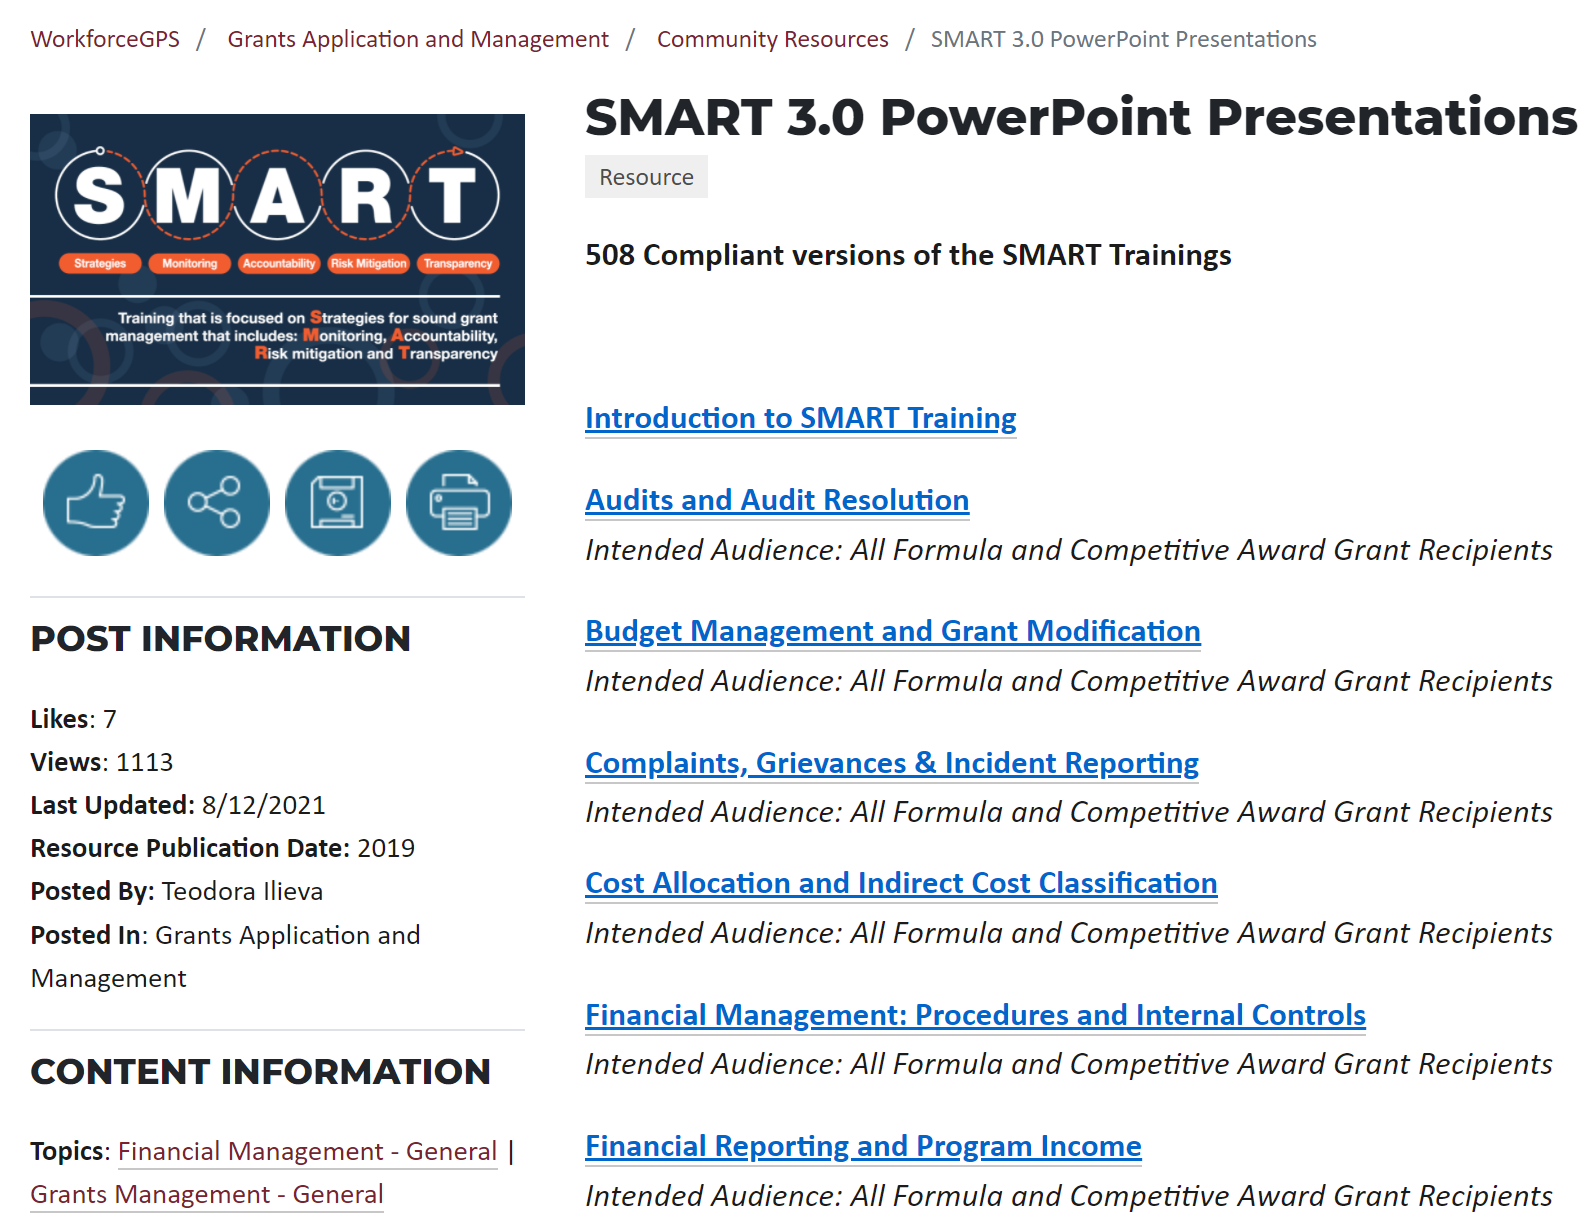 WorkforceGPS / Grants Application and Management / Community Resources / SMART 3.0 PowerPoint Presentations
SMART
Strategies Monitoring Accountability Risk Mitigation Transparency
Training that is focused on Strategies for sound grant
management that includes: Monitoring, Accountability,
Risk mitigation and Transparency
POST INFORMATION
Likes: 7
Views: 1113
Last Updated: 8/12/2021
Resource Publication Date: 2019
Posted By: Teodora Ilieva
Posted In: Grants Application and
Management
CONTENT INFORMATION
Topics: Financial Management - General |
Grants Management - General
SMART 3.0 PowerPoint Presentations
Resource
508 Compliant versions of the SMART Trainings
Introduction to SMART Training
Audits and Audit Resolution
Intended Audience: All Formula and Competitive Award Grant Recipients
Budget Management and Grant Modification
Intended Audience: All Formula and Competitive Award Grant Recipients
Complaints, Grievances & Incident Reporting
Intended Audience: All Formula and Competitive Award Grant Recipients
Cost Allocation and Indirect Cost Classification
Intended Audience: All Formula and Competitive Award Grant Recipients
Financial Management: Procedures and Internal Controls
Intended Audience: All Formula and Competitive Award Grant Recipients
Financial Reporting and Program Income
Intended Audience: All Formula and Competitive Award Grant Recipients